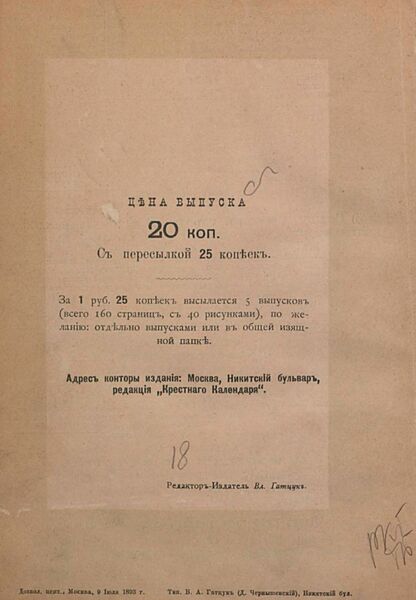 ЦѢНА ВЫПУСКА
20 коп.
Съ пересылкой 25 копѣекъ.
За 1 руб. 25 копѣекъ высылается 5 выпусковъ
(всего 160 страниц, съ 40 рисунками), по же-
ланію: отдѣльно выпусками или въ общей изящ-
ной папкѣ.
Адресъ конторы изданія: Москва, Никитскій бульваръ,
редакція „Крестнаго Календаря“.
18
Редакторъ-Издатель Вл. Гатцукъ.
Дозвол. ценз., Москва, 9 Іюля 1893 г. Тип. В. А. Гатцукъ (Д. Чернышевскій), Никитскій бул.